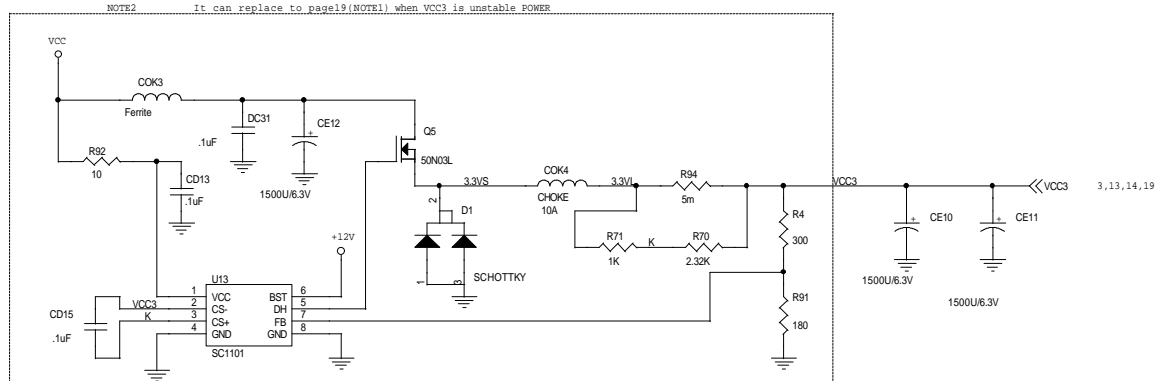 NOTE2 It can replace to page19(NOTE1) when VCC3 is unstable POWER
VCC
COK3
Ferrite
DC31
.1uF
CE12
1500U/6.3V
R92
10
CD13
.1uF
Q5
50N03L
3.3VS
COK4
CHOKE
10A
3.3VI
R94
5m
VCC3
VCC3 3,13,14,19
2
D1
1
3
SCHOTTKY
R71
1K
K
R70
2.32K
R4
300
CE10
1500U/6.3V
CE11
1500U/6.3V
+12V
R91
180
U13
1 VCC BST 6
VCC3 2 CS- DH 5
K 3 CS+ FB 7
4 GND GND 8
SC1101
CD15
.1uF